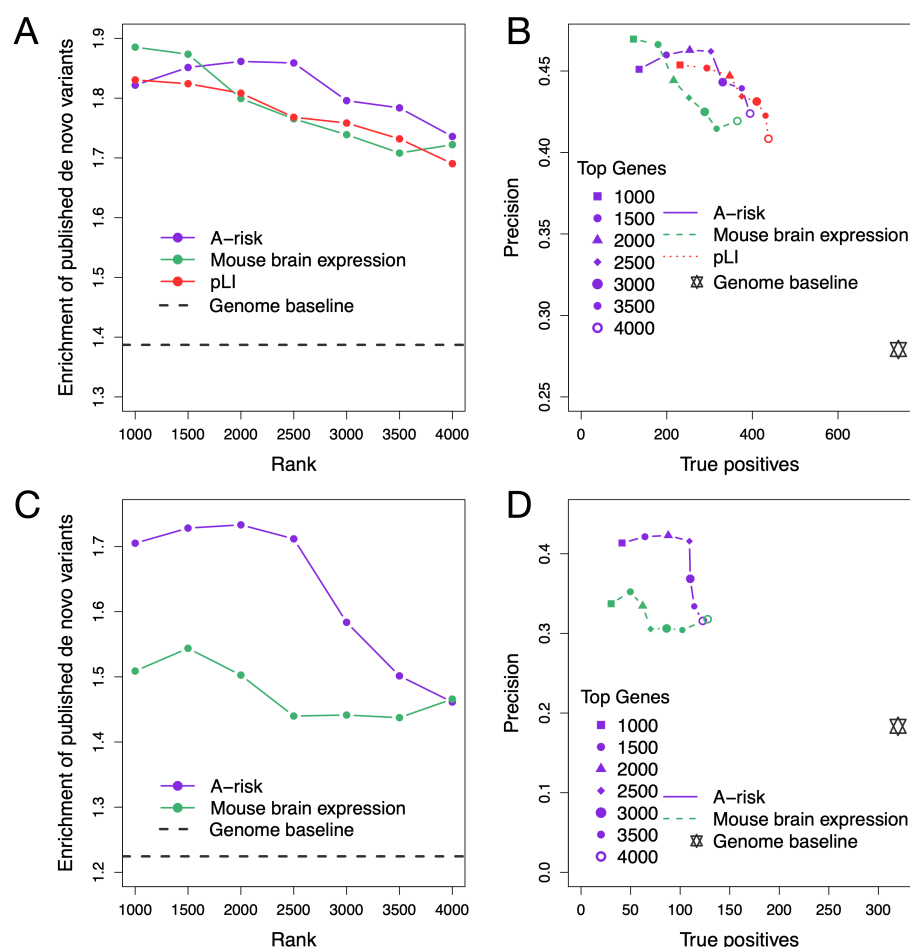 A
Enrichment of published de novo variants
1.9
1.8
1.7
1.6
1.5
1.4
1.3
A−risk
Mouse brain expression
pLI
Genome baseline
1000 1500 2000 2500 3000 3500 4000
Rank
B
Precision
0.45
0.40
0.35
0.30
0.25
Top Genes
1000
1500
2000
2500
3000
3500
4000
A−risk
Mouse brain expression
pLI
Genome baseline
0 200 400 600
True positives
C
Enrichment of published de novo variants
1.7
1.6
1.5
1.4
1.3
1.2
A−risk
Mouse brain expression
Genome baseline
1000 1500 2000 2500 3000 3500 4000
Rank
D
Precision
0.4
0.3
0.2
0.1
0.0
Top Genes
1000
1500
2000
2500
3000
3500
4000
A−risk
Mouse brain expression
Genome baseline
0 50 100 150 200 250 300
True positives